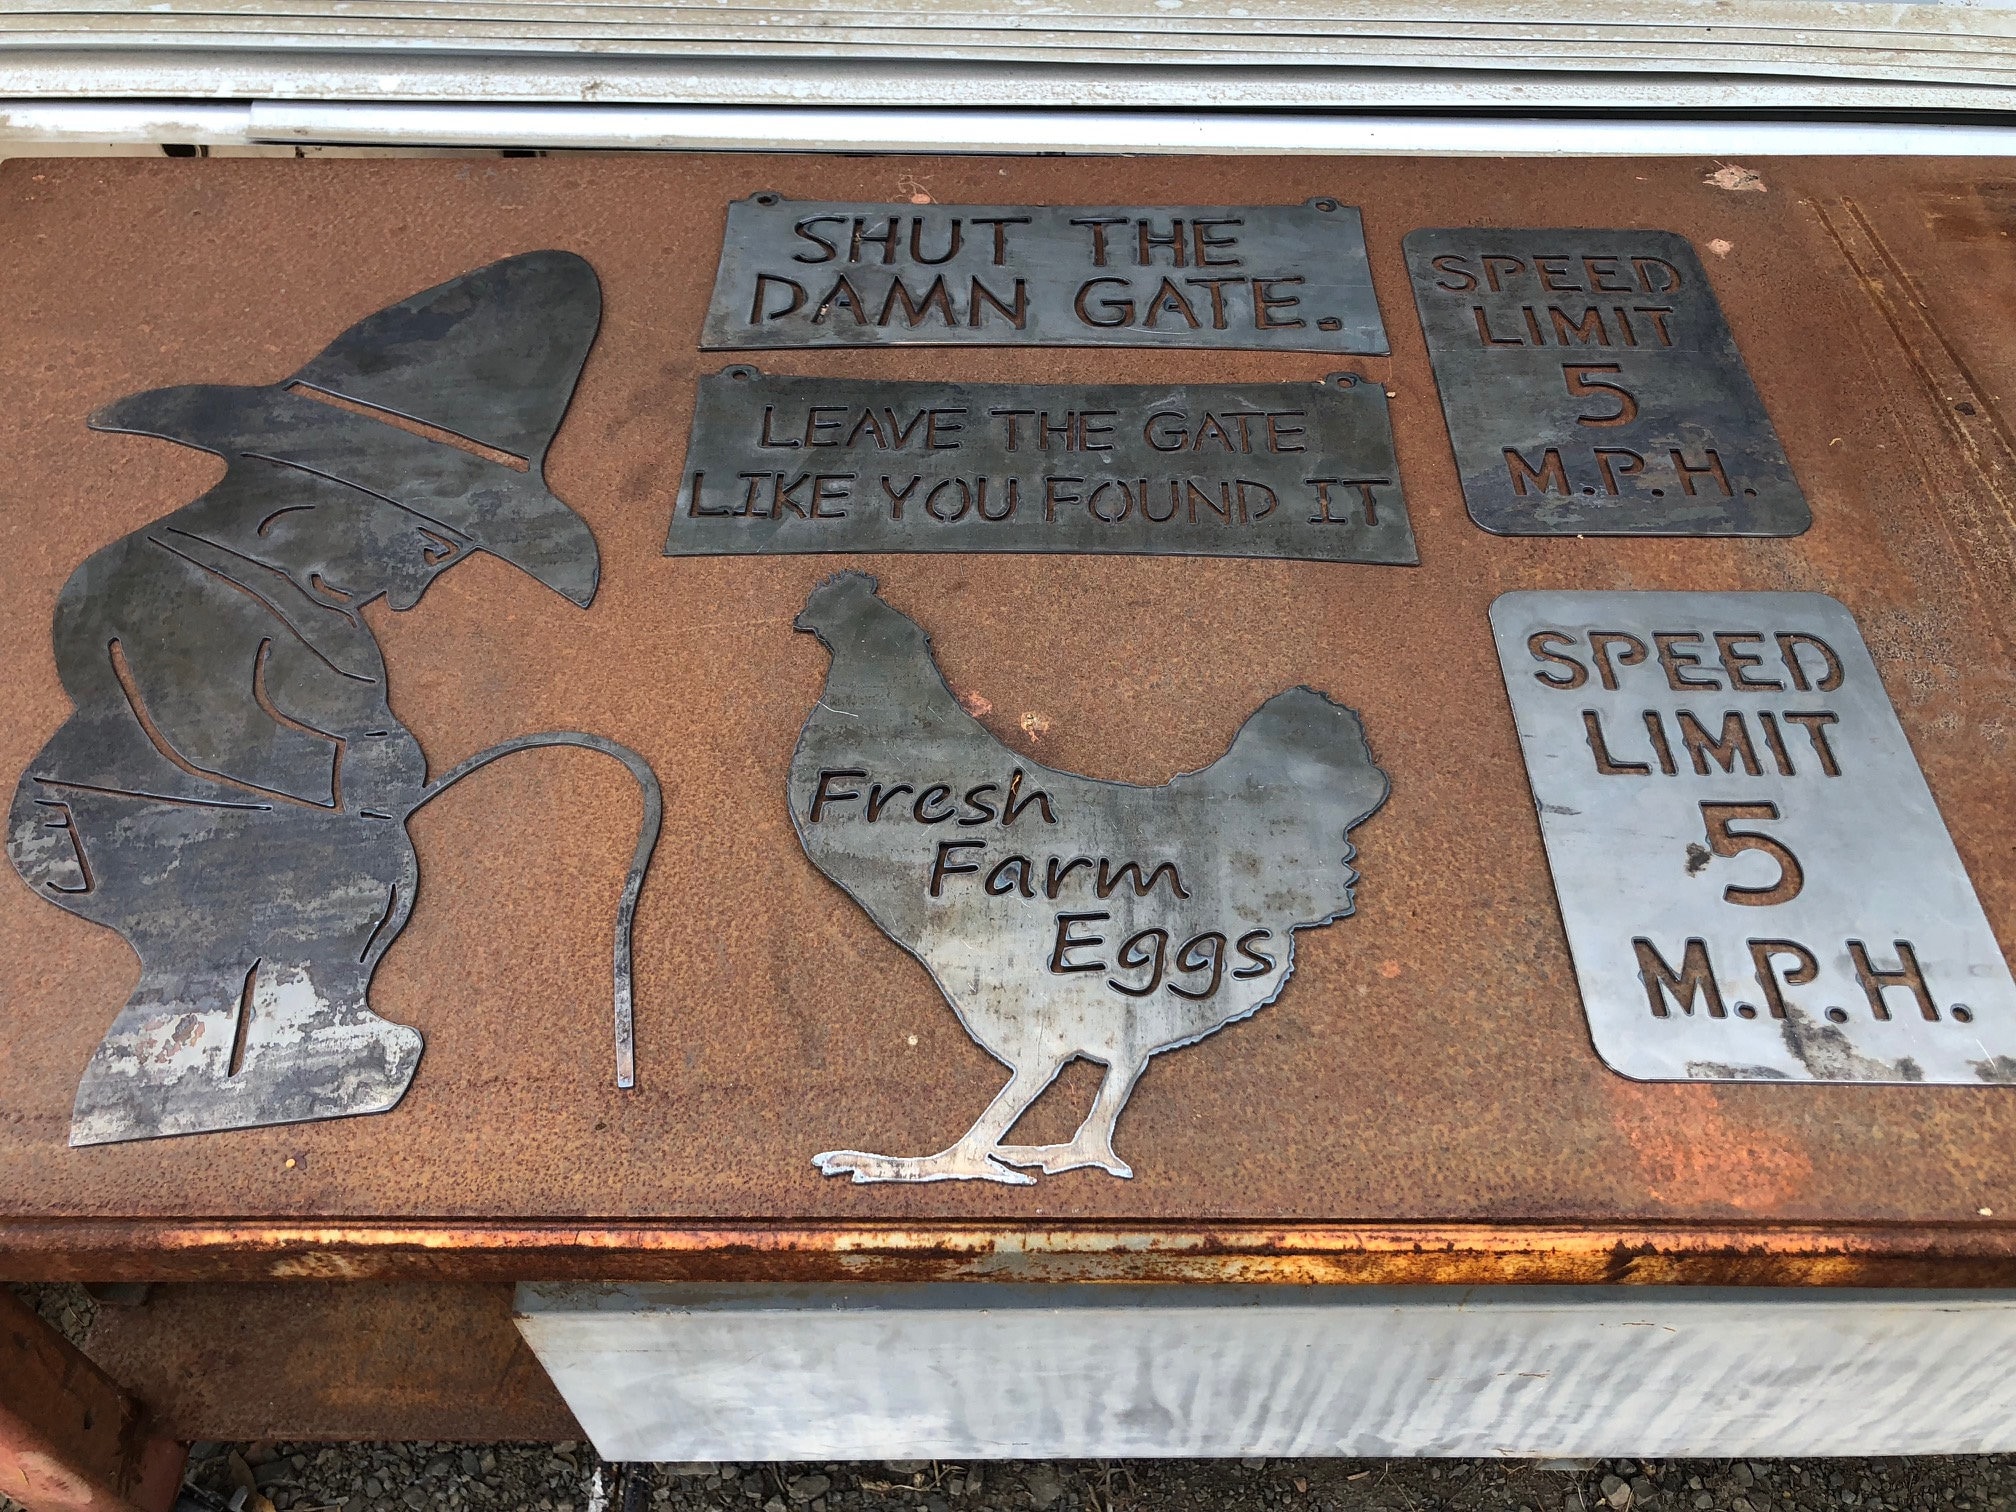 SHUT THE
DAMN GATE.
LEAVE THE GATE
LIKE YOU FOUND IT
SPEED
LIMIT
5
M.P.H.
Fresh
Farm
Eggs
SPEED
LIMIT
5
M.P.H.